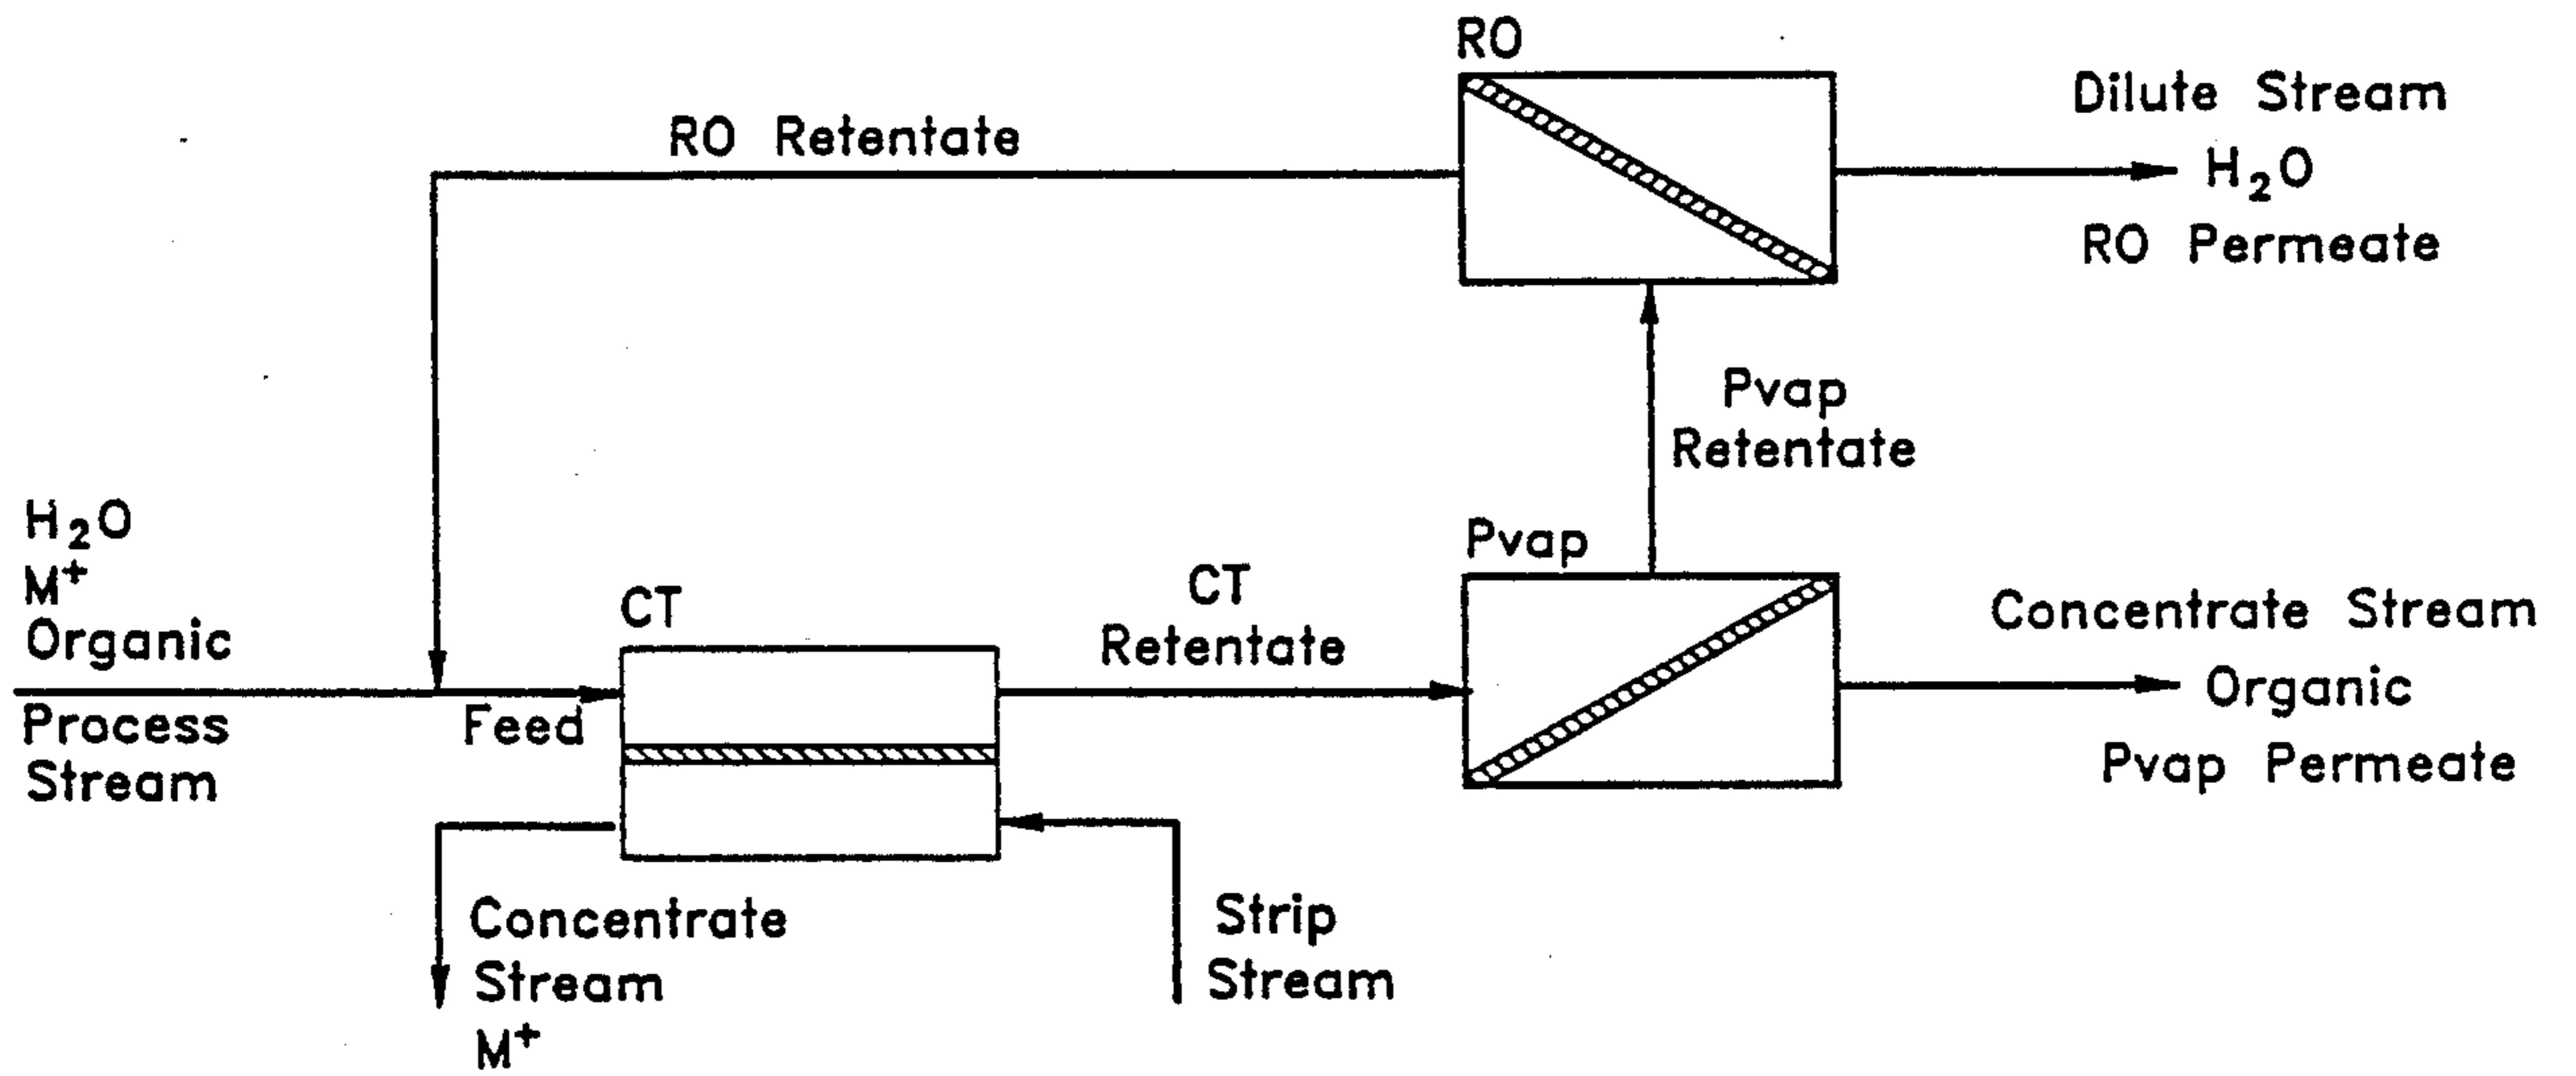 RO
Dilute Stream
RO Retentate
H₂O
RO Permeate
Pvap
Retentate
H₂O
M⁺
Organic
Process
Stream
Feed
CT
CT
Retentate
Pvap
Concentrate Stream
Organic
Pvap Permeate
Concentrate
Stream
M⁺
Strip
Stream